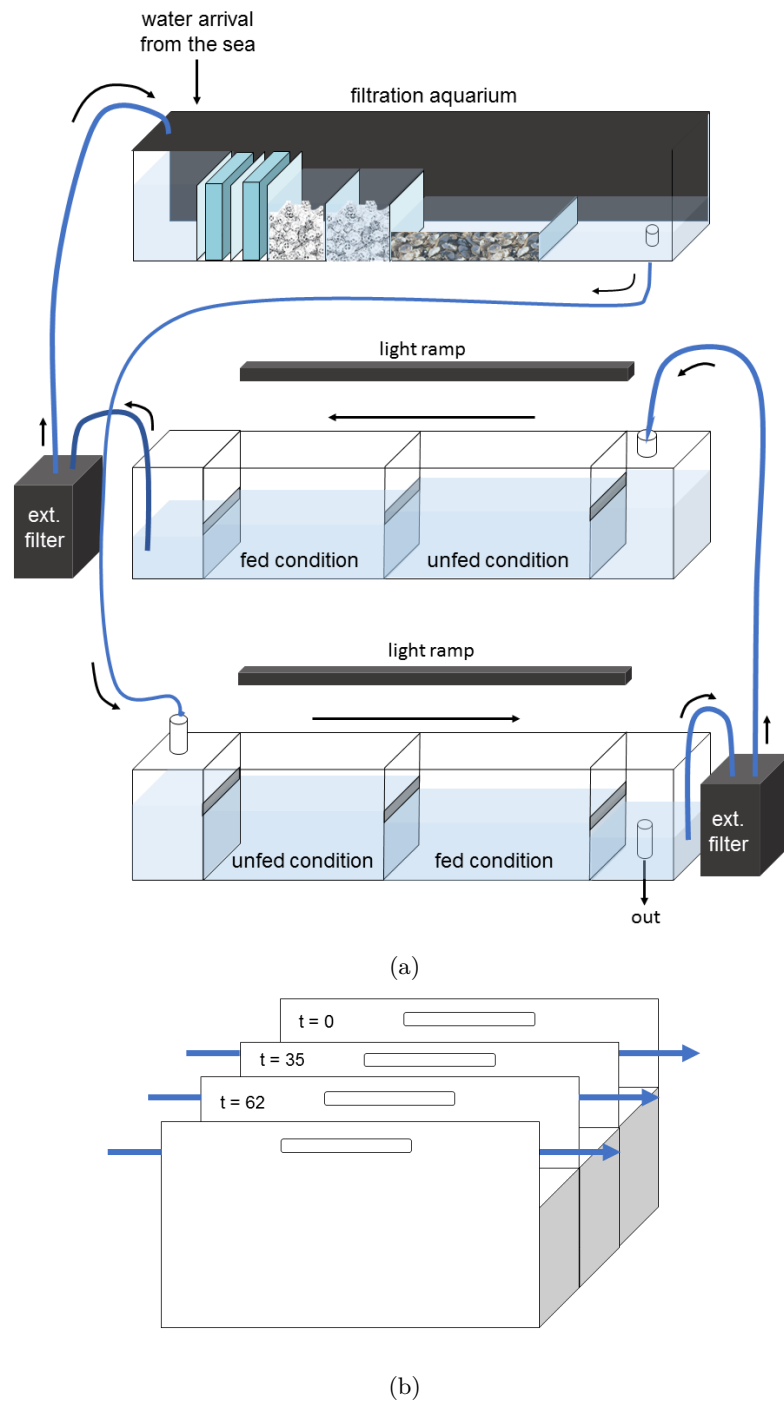 water arrival
from the sea
filtration aquarium
light ramp
ext.
filter
fed condition
unfed condition
light ramp
unfed condition
fed condition
ext.
filter
out
(a)
t = 0
t = 35
t = 62
(b)